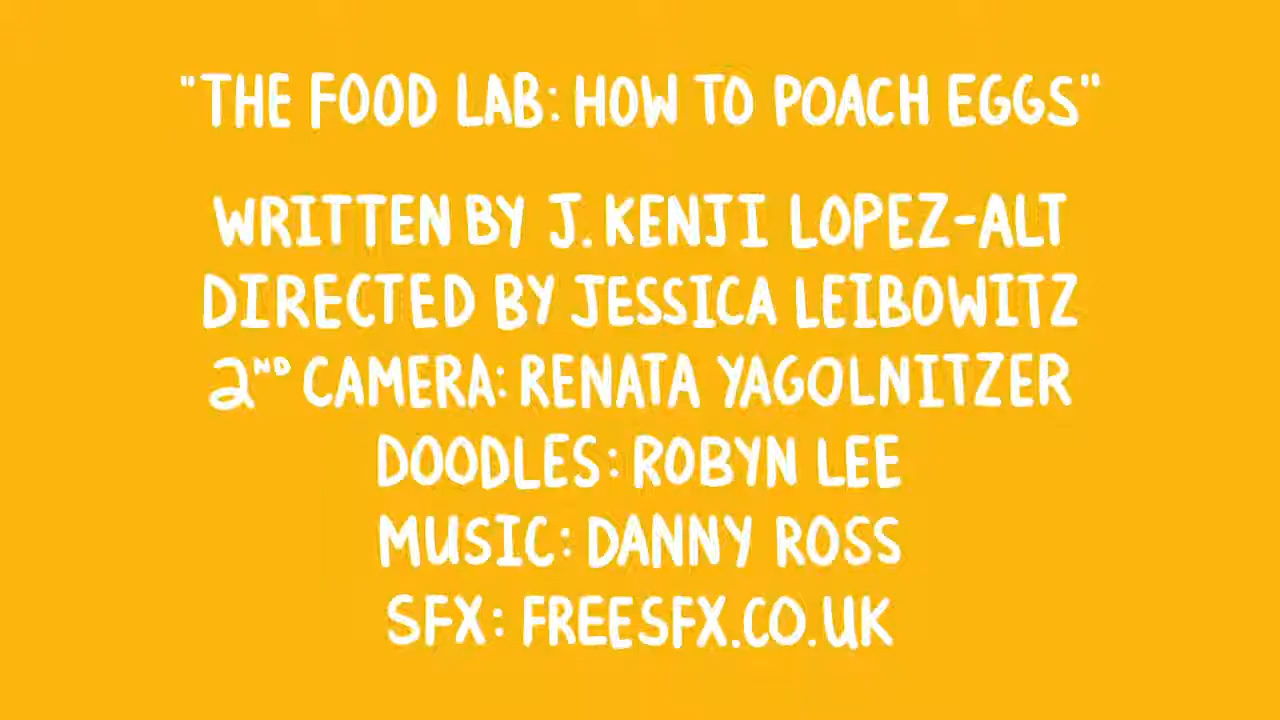 "THE FOOD LAB: HOW TO POACH EGGS"
WRITTEN BY J. KENJI LOPEZ-ALT
DIRECTED BY JESSICA LEIBOWITZ
2ND CAMERA: RENATA YAGOLNITZER
DOODLES: ROBYN LEE
MUSIC: DANNY ROSS
SFX: FREESFX.CO.UK